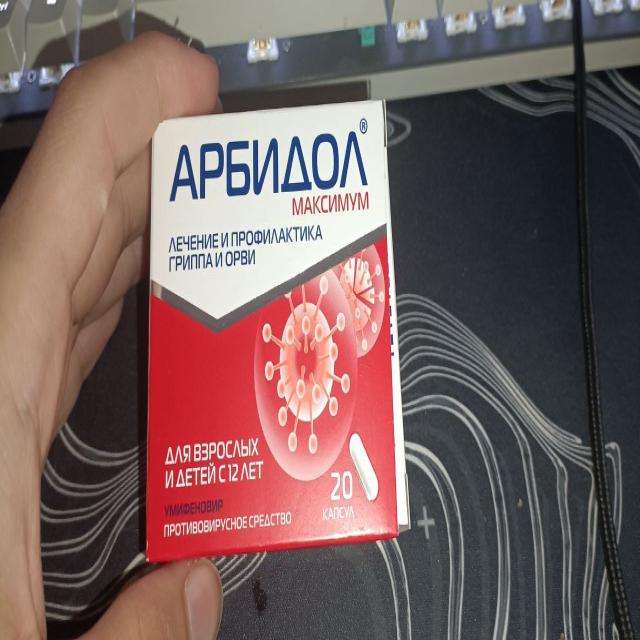 АРБИДОЛ®
МАКСИМУМ
ЛЕЧЕНИЕ И ПРОФИЛАКТИКА
ГРИППА И ОРВИ
ДЛЯ ВЗРОСЛЫХ
И ДЕТЕЙ С 12 ЛЕТ
УМИФЕНОВИР
ПРОТИВОВИРУСНОЕ СРЕДСТВО
20
КАПСУЛ